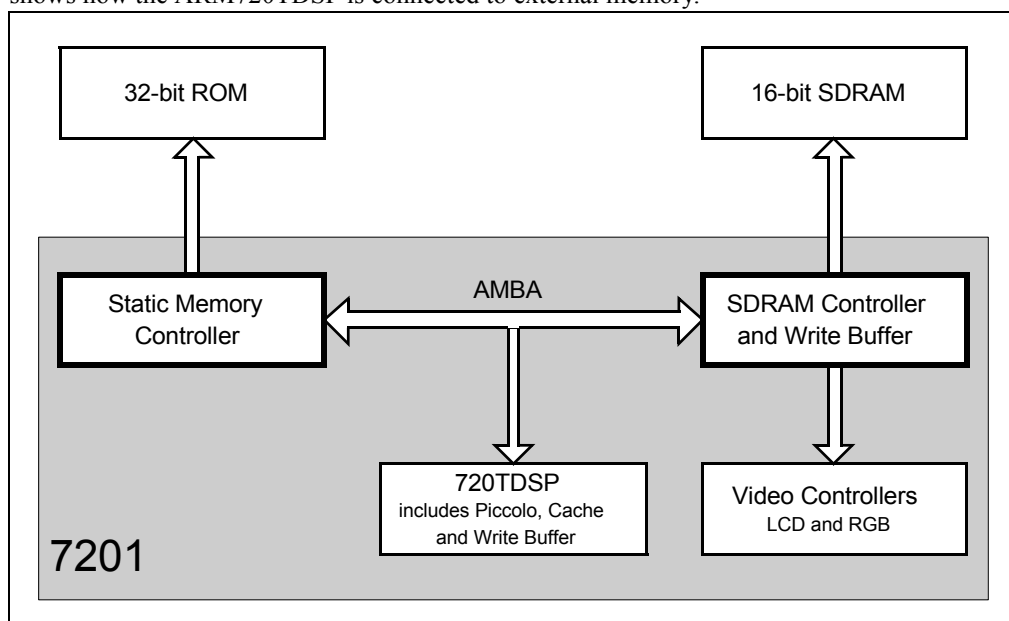 shows how the ARM720TDSP is connected to external memory.
32-bit ROM
16-bit SDRAM
Static Memory
Controller
AMBA
SDRAM Controller
and Write Buffer
720TDSP
includes Piccolo, Cache
and Write Buffer
Video Controllers
LCD and RGB
7201